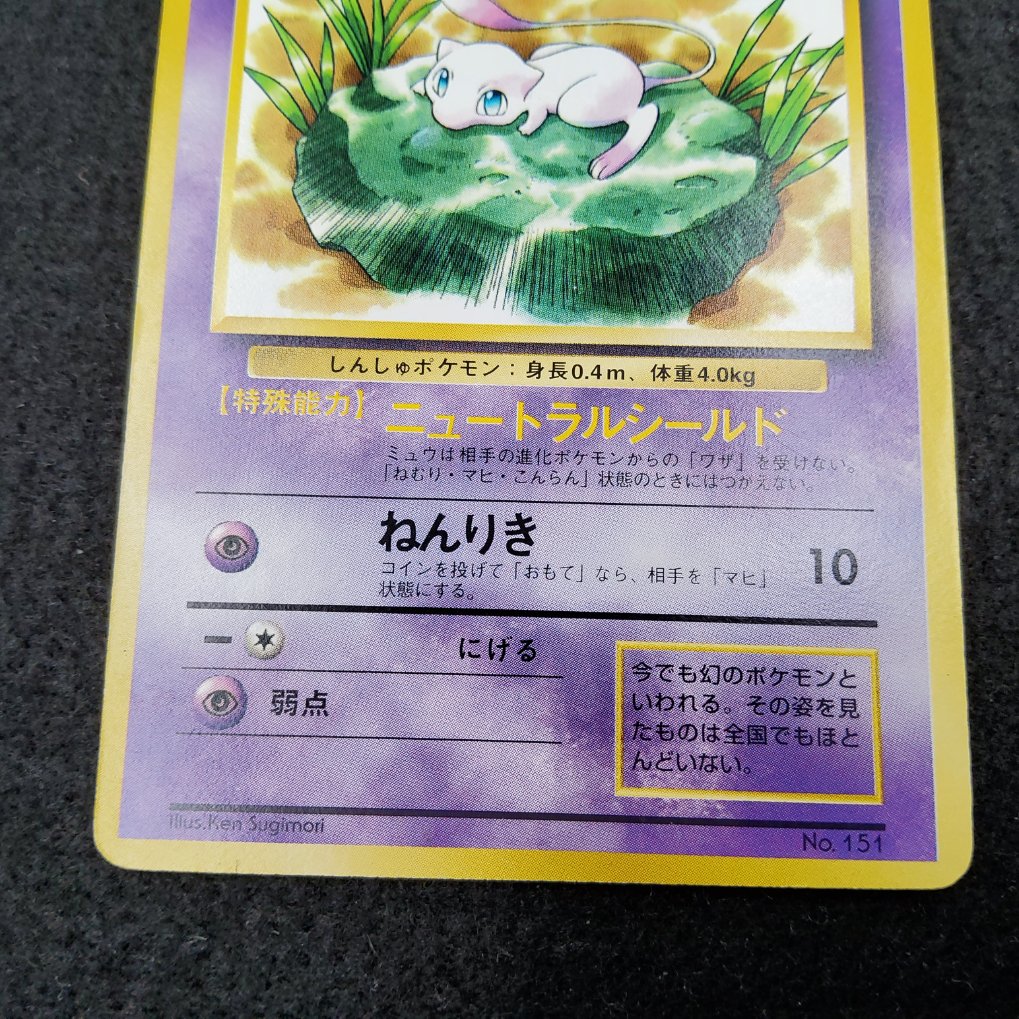 しんしゅポケモン：身長0.4m、体重4.0kg
【特殊能力】 ニュートラルシールド
ミュウは相手の進化ポケモンからの「ワザ」を受けない。
「ねむり・マヒ・こんらん」状態のときにはつかえない。
ねんりき 10
コインを投げて「おもて」なら、相手を「マヒ」
状態にする。
にげる
弱点
今でも幻のポケモンと
いわれる。その姿を見
たものは全国でもほと
んどいない。
Illus.Ken Sugimori
No. 151